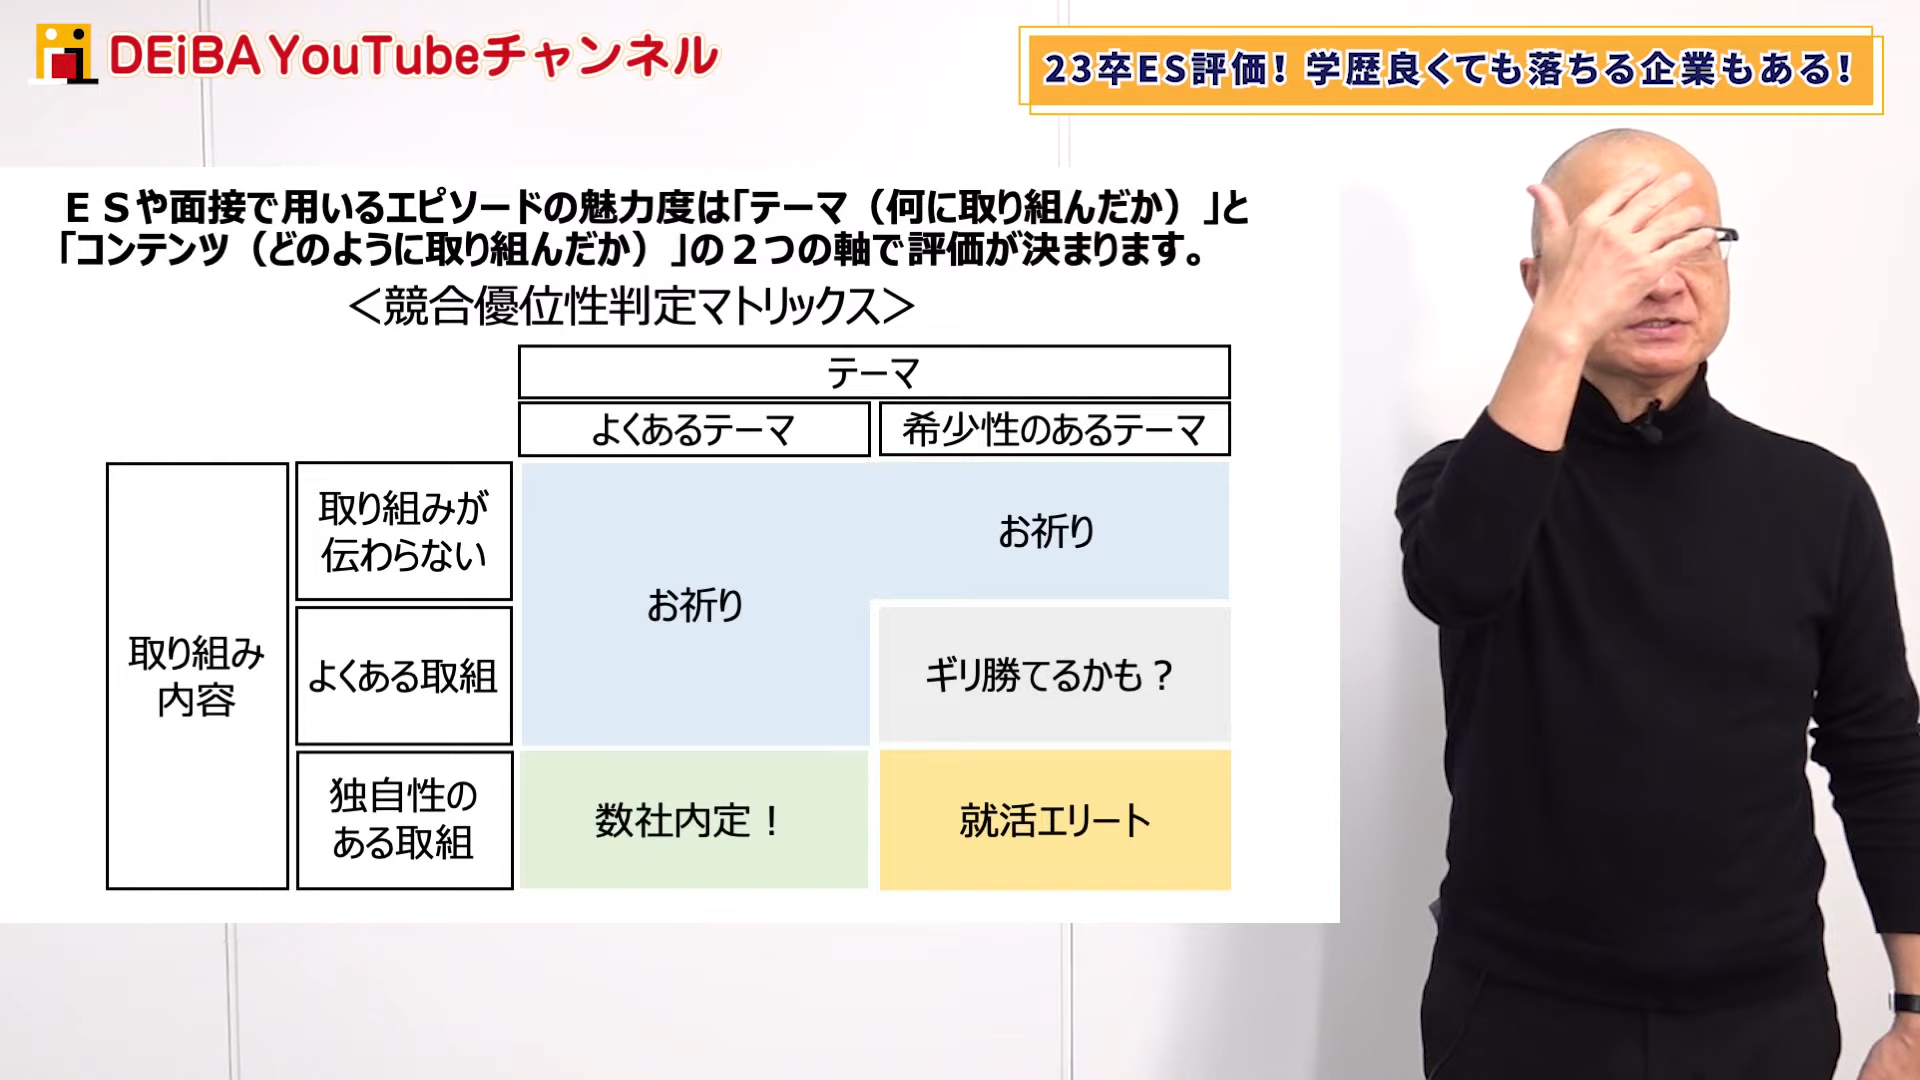 DEiBA YouTubeチャンネル
23卒ES評価！学歴良くても落ちる企業もある！
ＥＳや面接で用いるエピソードの魅力度は「テーマ（何に取り組んだか）」と
「コンテンツ（どのように取り組んだか）」の２つの軸で評価が決まります。
＜競合優位性判定マトリックス＞
テーマ
よくあるテーマ
希少性のあるテーマ
取り組み
内容
取り組みが
伝わらない
お祈り
お祈り
よくある取組
ギリ勝てるかも？
独自性の
ある取組
数社内定！
就活エリート